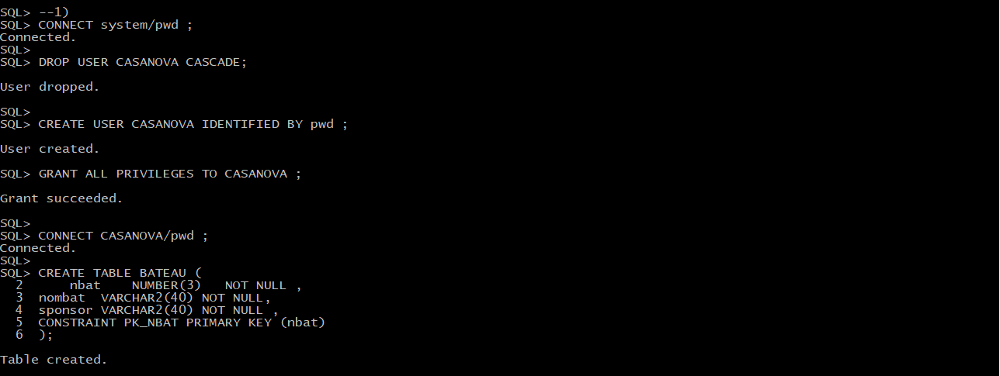 SQL> --1)
SQL> CONNECT system/pwd ;
Connected.
SQL>
SQL> DROP USER CASANOVA CASCADE;
User dropped.
SQL>
SQL> CREATE USER CASANOVA IDENTIFIED BY pwd ;
User created.
SQL> GRANT ALL PRIVILEGES TO CASANOVA ;
Grant succeeded.
SQL>
SQL> CONNECT CASANOVA/pwd ;
Connected.
SQL>
SQL> CREATE TABLE BATEAU (
  2      nbat    NUMBER(3)   NOT NULL ,
  3  nombat  VARCHAR2(40) NOT NULL,
  4  sponsor VARCHAR2(40) NOT NULL ,
  5  CONSTRAINT PK_NBAT PRIMARY KEY (nbat)
  6  );
Table created.